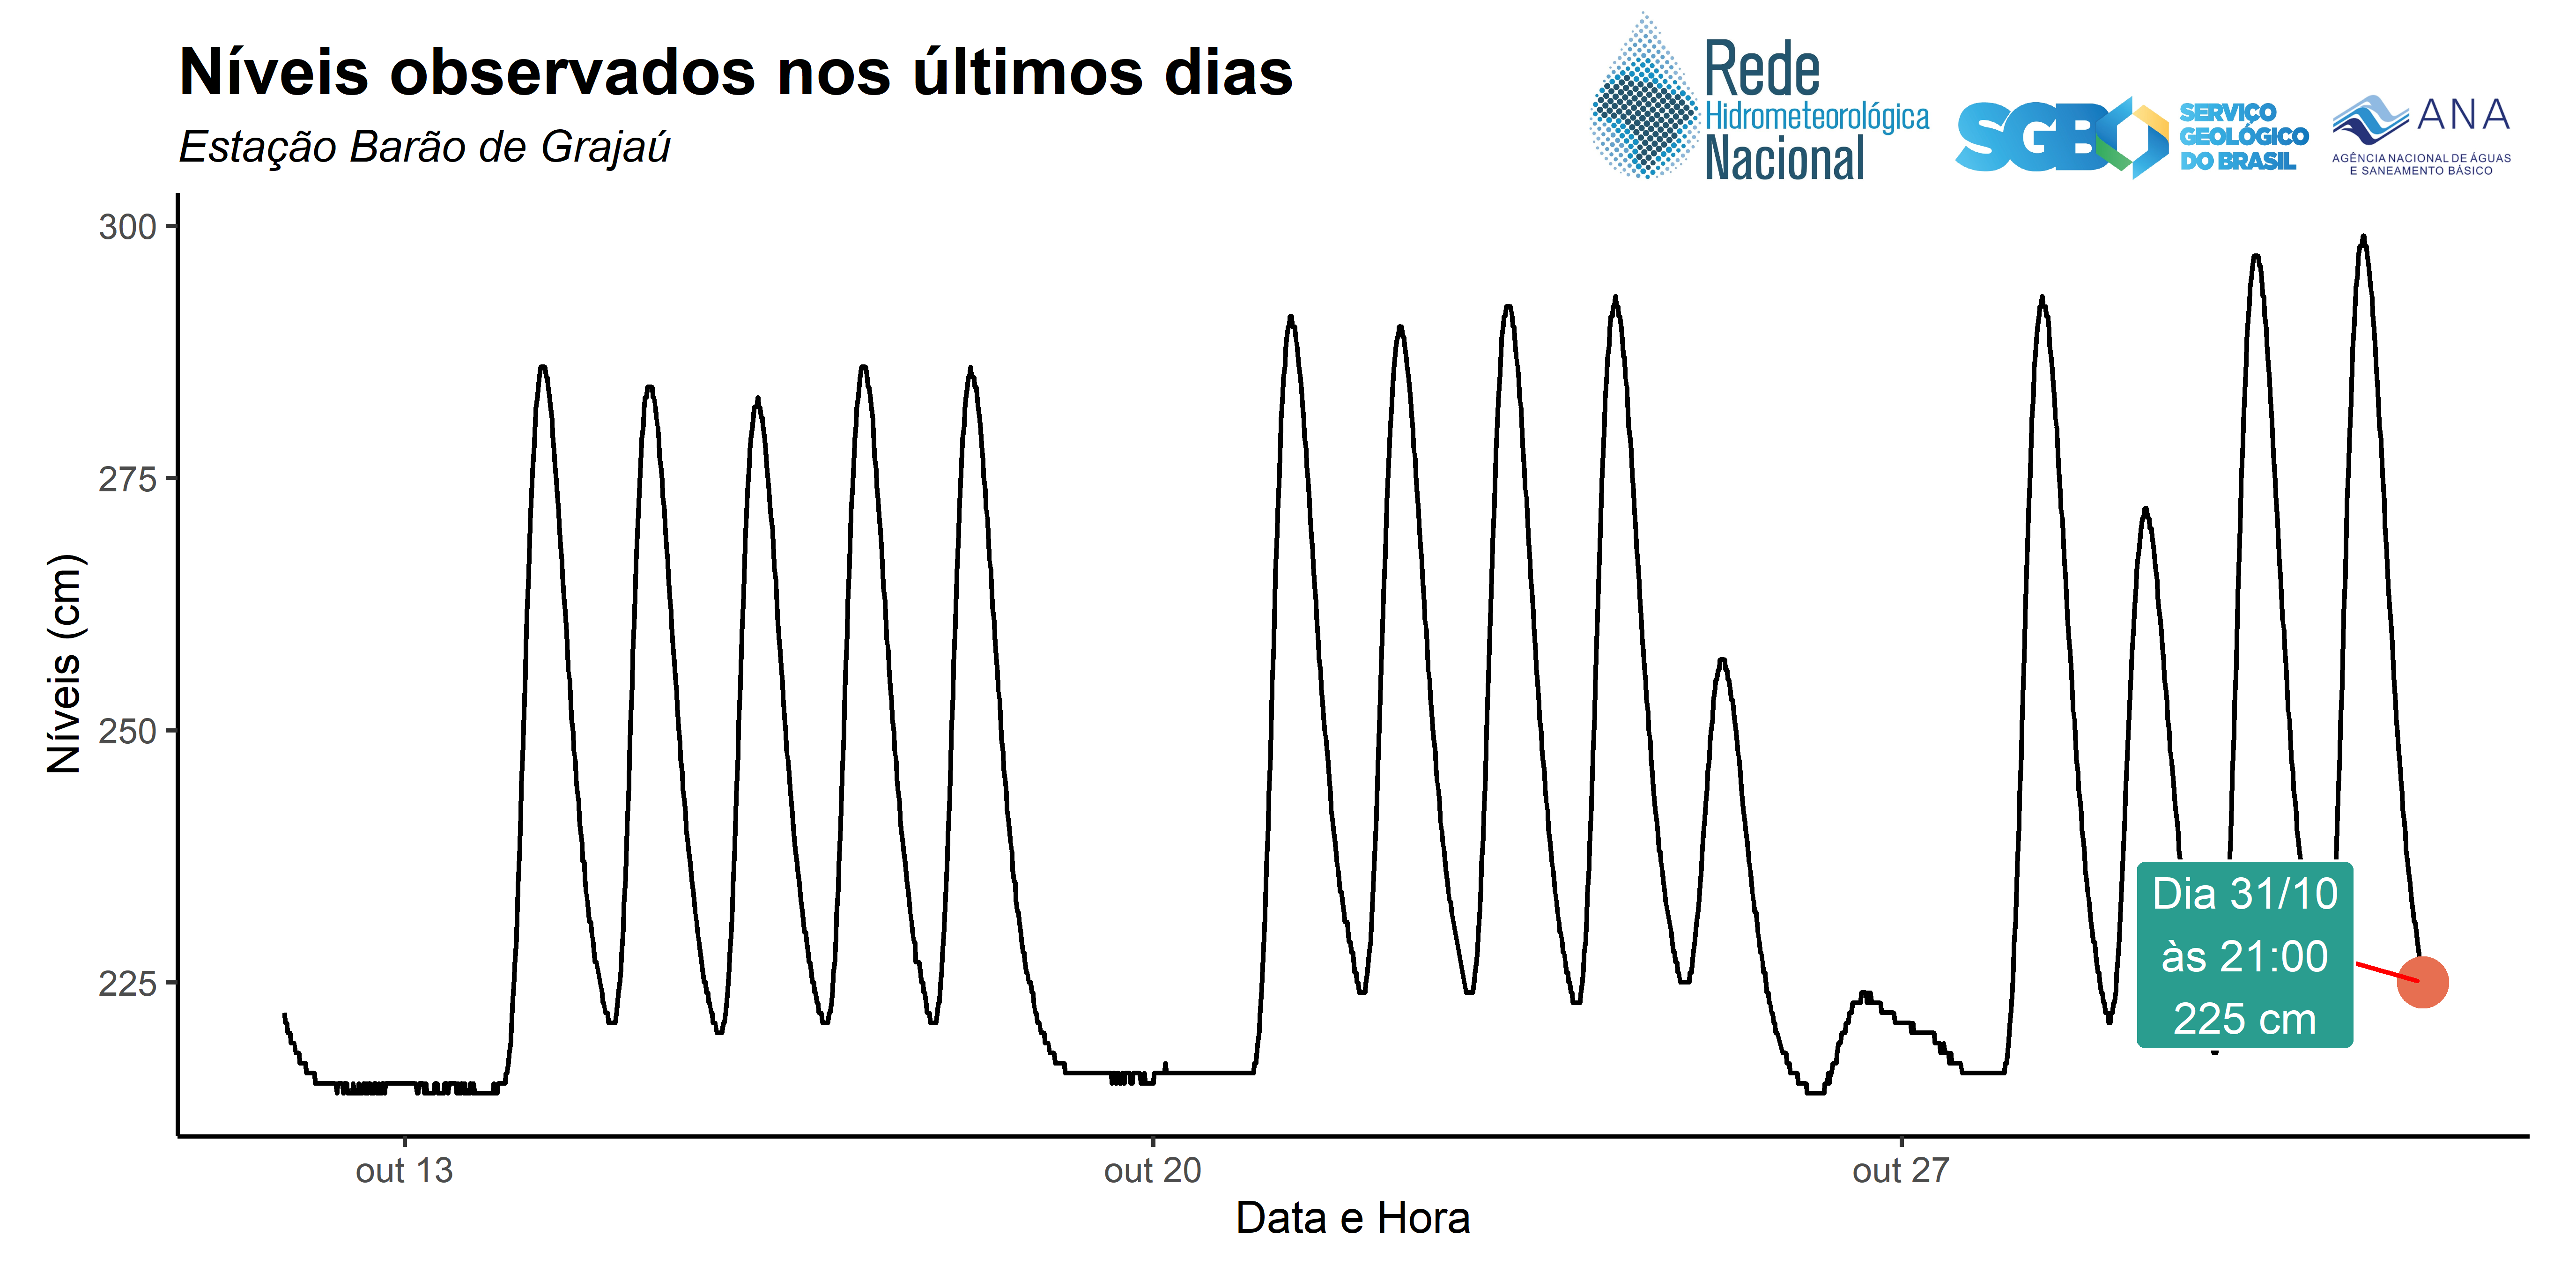 Níveis observados nos últimos dias
Estação Barão de Grajaú
Rede
Hidrometeorológica
Nacional
SGB
SERVIÇO
GEOLÓGICO
DO BRASIL
ANA
AGÊNCIA NACIONAL DE ÁGUAS
E SANEAMENTO BÁSICO
Níveis (cm)
300
275
250
225
Dia 31/10
às 21:00
225 cm
out 13
out 20
out 27
Data e Hora